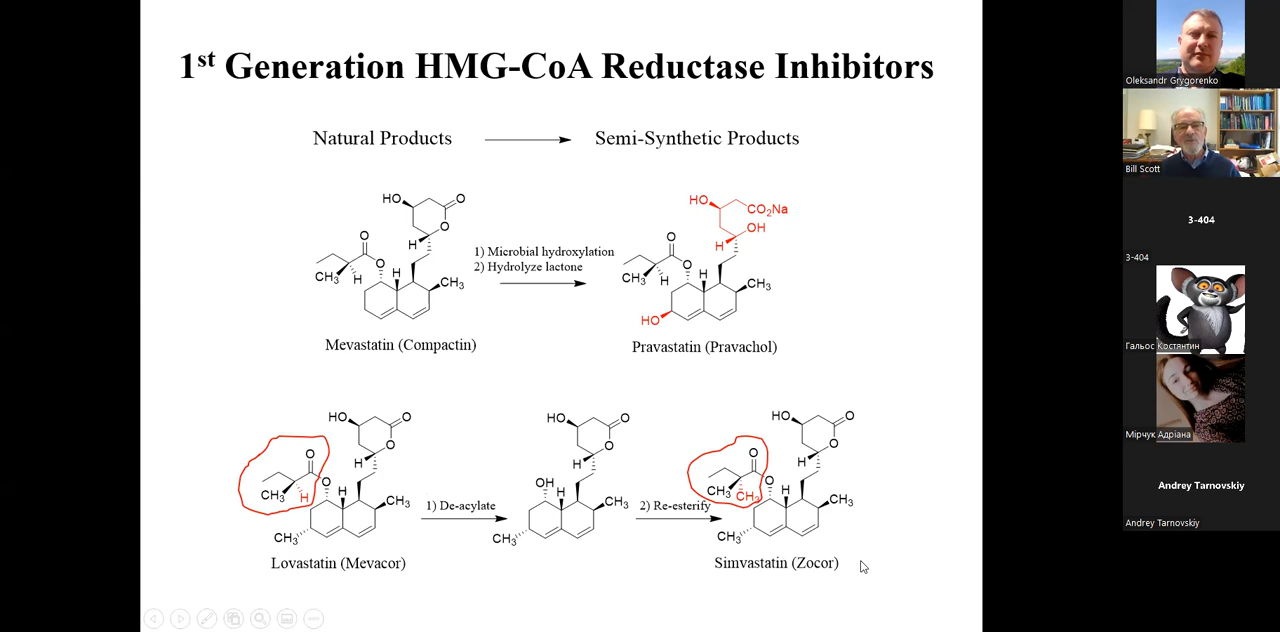 1st Generation HMG-CoA Reductase Inhibitors
Natural Products
Semi-Synthetic Products
HO
O
O
O
O
H
H
CH3
H
CH3
1) Microbial hydroxylation
2) Hydrolyze lactone
HO
CO2Na
OH
H
O
O
H
CH3
H
CH3
HO
Mevastatin (Compactin)
Pravastatin (Pravachol)
HO
O
O
H
O
O
H
CH3
H
CH3
CH3
1) De-acylate
HO
O
O
H
OH
H
CH3
CH3
2) Re-esterify
HO
O
O
H
O
O
H
CH3
CH3
CH3
CH3
Lovastatin (Mevacor)
Simvastatin (Zocor)
Oleksandr Grygorenko
Bill Scott
3-404
3-404
Гальос Костянтин
Мірчук Адріана
Andrey Tarnovskiy
Andrey Tarnovskiy